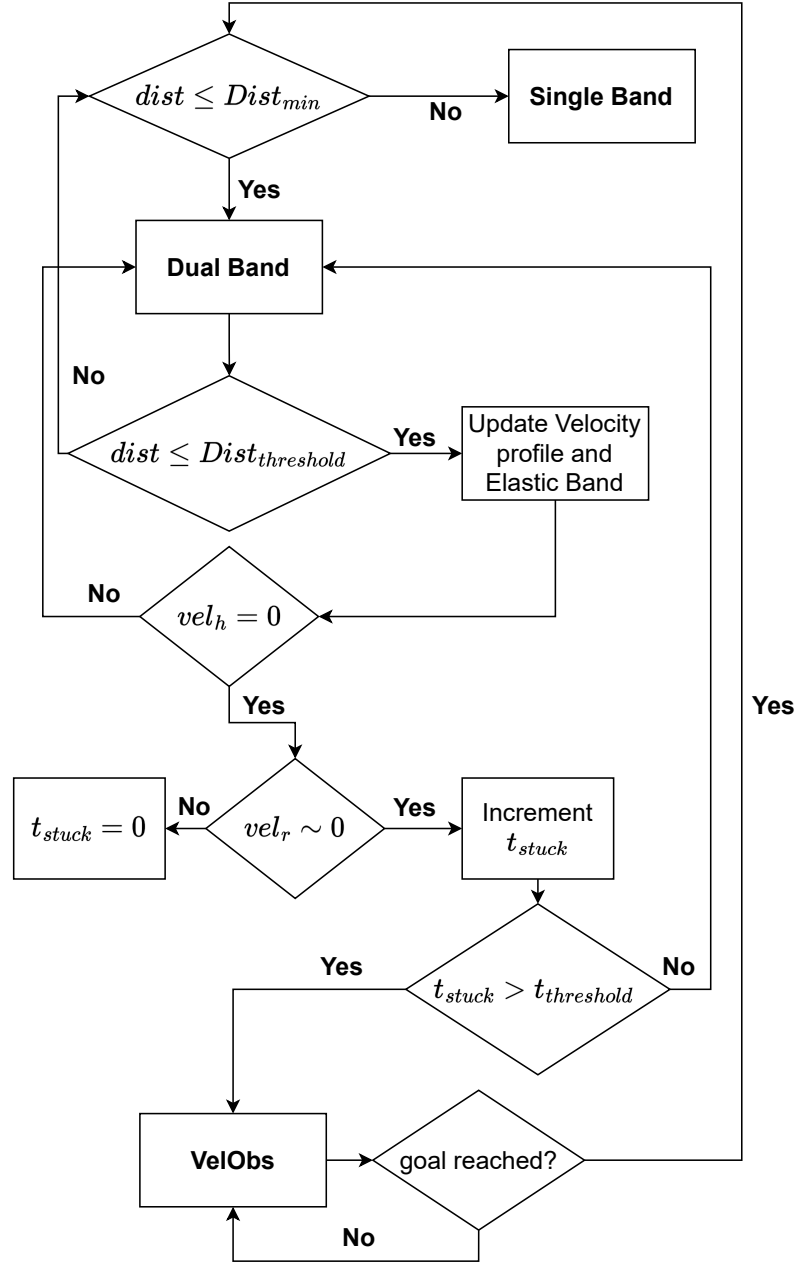 dist ≤ Dist_min
No
Single Band
Yes
Dual Band
No
dist ≤ Dist_threshold
Yes
Update Velocity
profile and
Elastic Band
No
vel_h = 0
Yes
Yes
t_stuck = 0
No
vel_r ∼ 0
Yes
Increment
t_stuck
Yes
t_stuck > t_threshold
No
VelObs
goal reached?
No